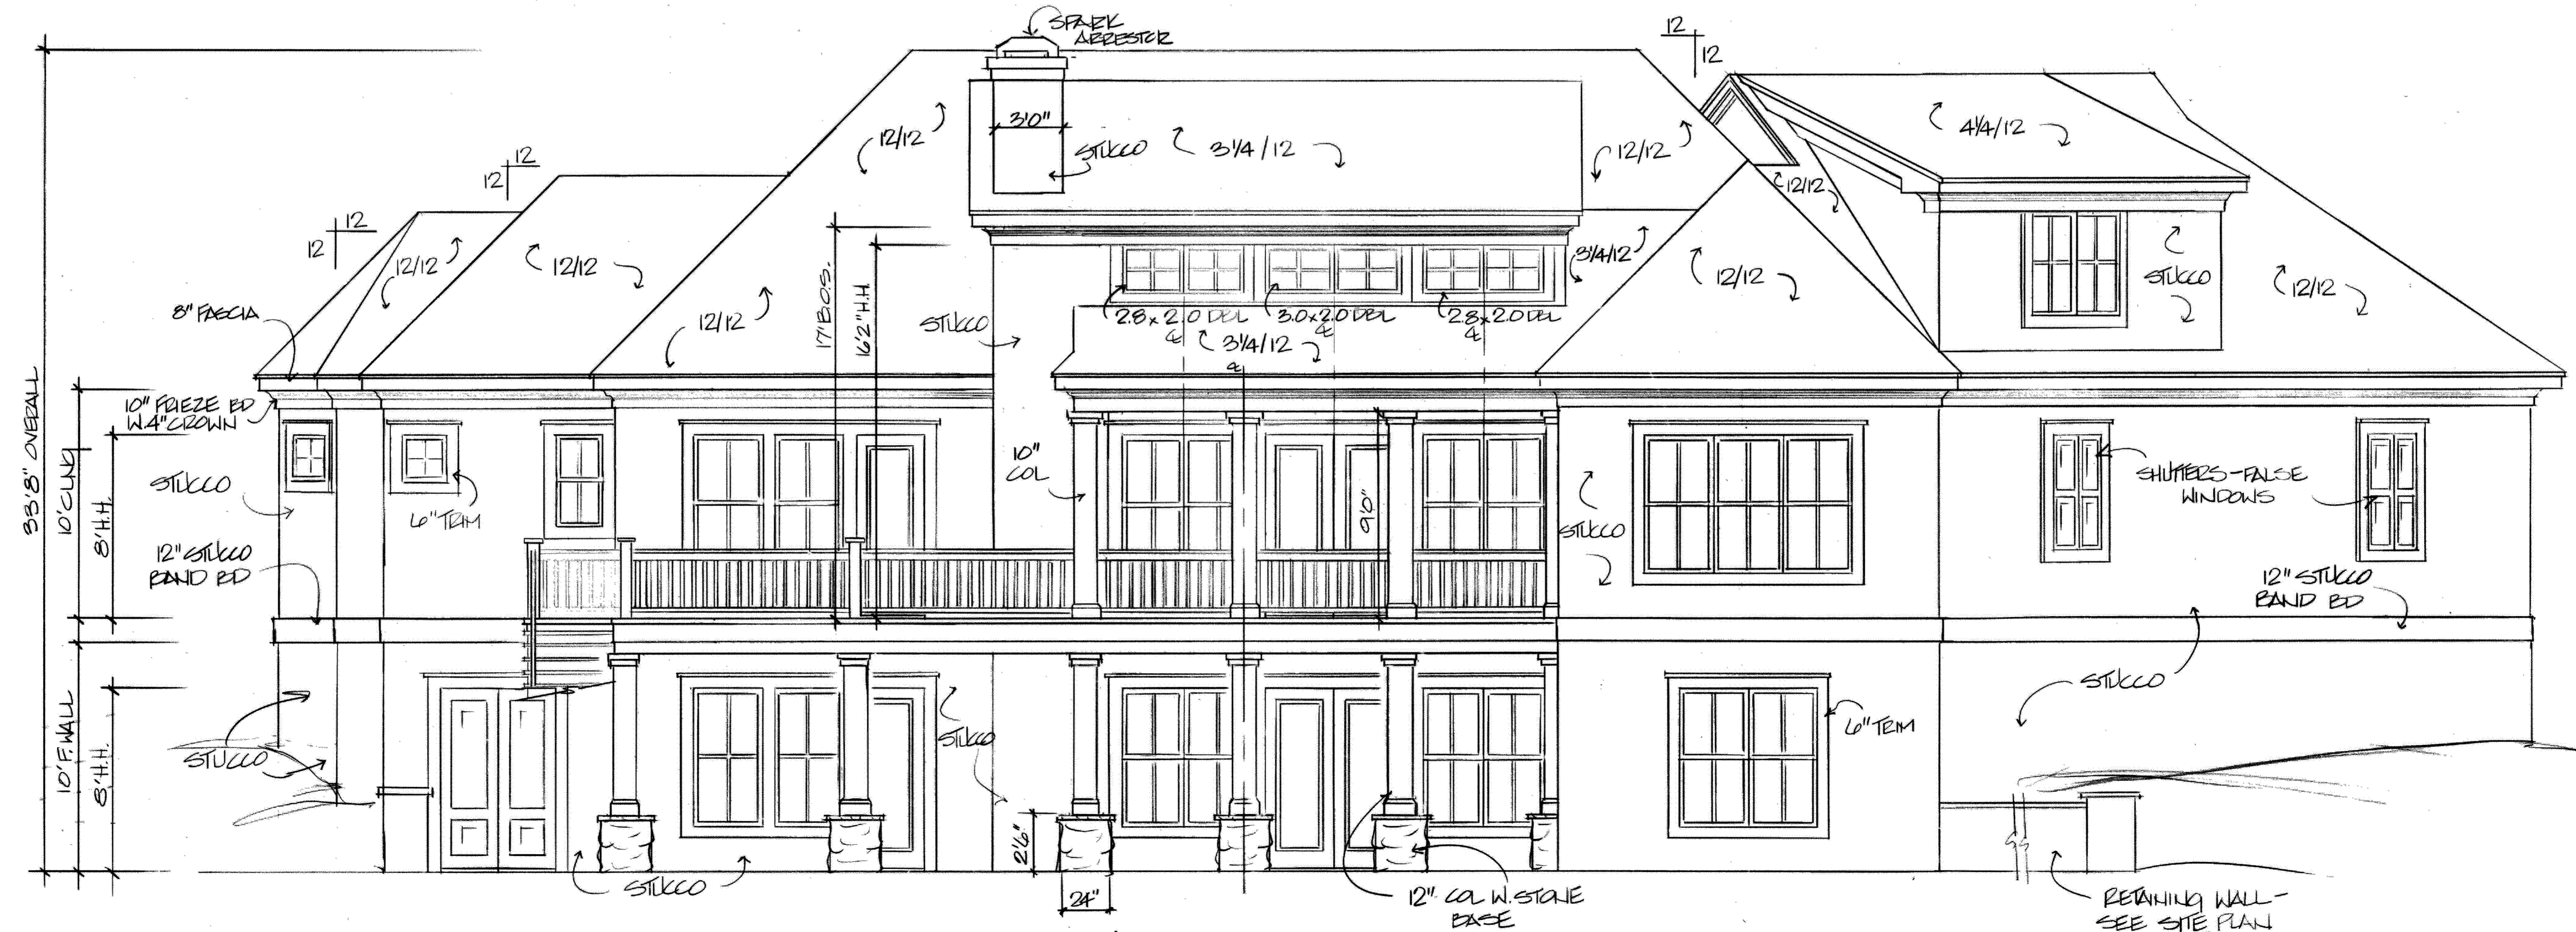 SPARK
ARRESTOR
12
12
12
12
12
12
3'0"
STUCCO
12/12
3 1/4 /12
12/12
4 1/4/12
12/12
12/12
12/12
12/12
12/12
12/12
3 1/4/12
12/12
STUCCO
8" FASCIA
17' B.O.S.
16'2" H.H.
STUCCO
2.8 x 2.0 DBL
℄
3.0 x 2.0 DBL
℄
2.8 x 2.0 DBL
℄
3 1/4/12
℄
33'8" OVERALL
10' CLNG
8' H.H.
10" FRIEZE BD
W. 4" CROWN
STUCCO
6" TRIM
12" STUCCO
BAND BD
10"
COL
9'0"
STUCCO
STUCCO
SHUTTERS-FALSE
WINDOWS
12" STUCCO
BAND BD
10' F. WALL
8' H.H.
STUCCO
STUCCO
STUCCO
6" TRIM
STUCCO
2'6"
24"
12" COL W. STONE
BASE
RETAINING WALL-
SEE SITE PLAN